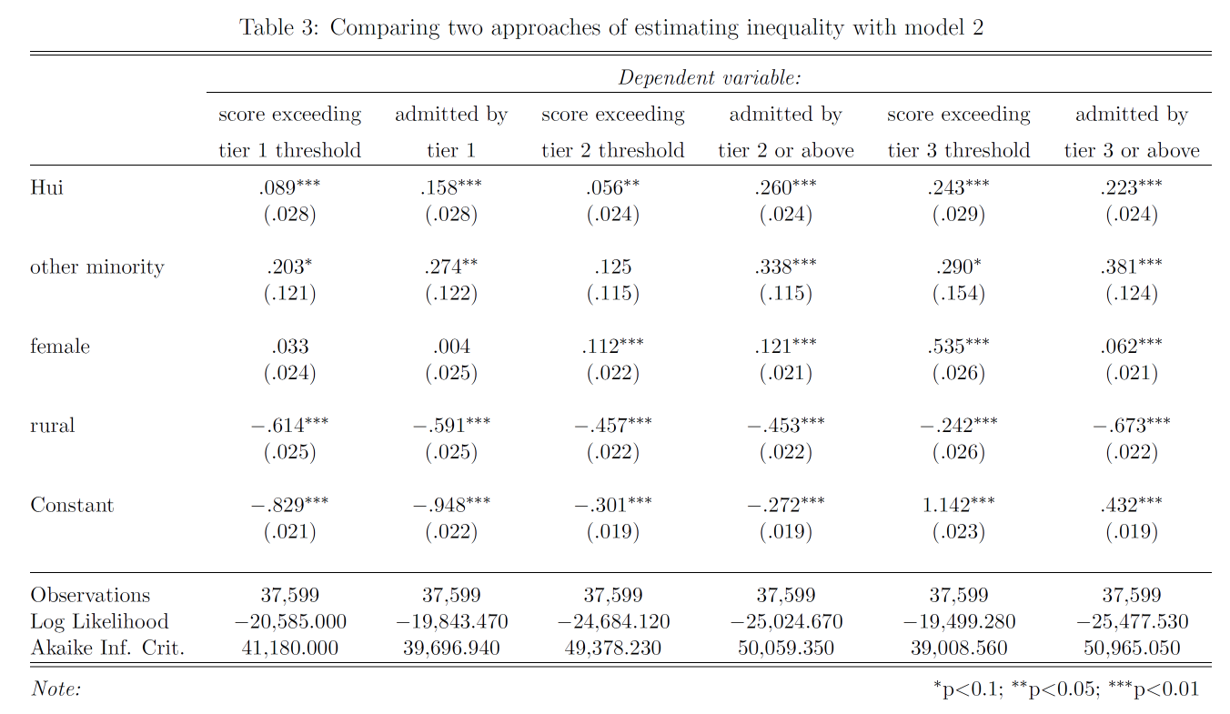 Table 3: Comparing two approaches of estimating inequality with model 2
Dependent variable:
score exceeding admitted by score exceeding admitted by score exceeding admitted by
tier 1 threshold tier 1 tier 2 threshold tier 2 or above tier 3 threshold tier 3 or above
Hui .089*** .158*** .056** .260*** .243*** .223***
(.028) (.028) (.024) (.024) (.029) (.024)
other minority .203* .274** .125 .338*** .290* .381***
(.121) (.122) (.115) (.115) (.154) (.124)
female .033 .004 .112*** .121*** .535*** .062***
(.024) (.025) (.022) (.021) (.026) (.021)
rural −.614*** −.591*** −.457*** −.453*** −.242*** −.673***
(.025) (.025) (.022) (.022) (.026) (.022)
Constant −.829*** −.948*** −.301*** −.272*** 1.142*** .432***
(.021) (.022) (.019) (.019) (.023) (.019)
Observations 37,599 37,599 37,599 37,599 37,599 37,599
Log Likelihood −20,585.000 −19,843.470 −24,684.120 −25,024.670 −19,499.280 −25,477.530
Akaike Inf. Crit. 41,180.000 39,696.940 49,378.230 50,059.350 39,008.560 50,965.050
Note: *p<0.1; **p<0.05; ***p<0.01